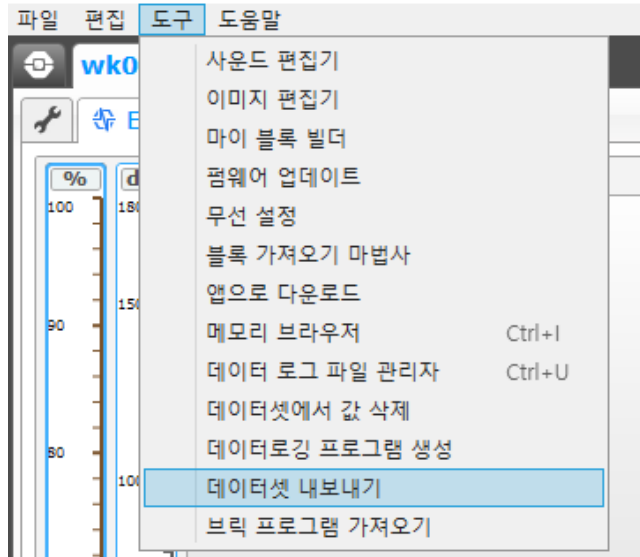 파일 편집 도구 도움말
wk0
E
% d
100 180
90 150
80 100
사운드 편집기
이미지 편집기
마이 블록 빌더
펌웨어 업데이트
무선 설정
블록 가져오기 마법사
앱으로 다운로드
메모리 브라우저 Ctrl+I
데이터 로그 파일 관리자 Ctrl+U
데이터셋에서 값 삭제
데이터로깅 프로그램 생성
데이터셋 내보내기
브릭 프로그램 가져오기